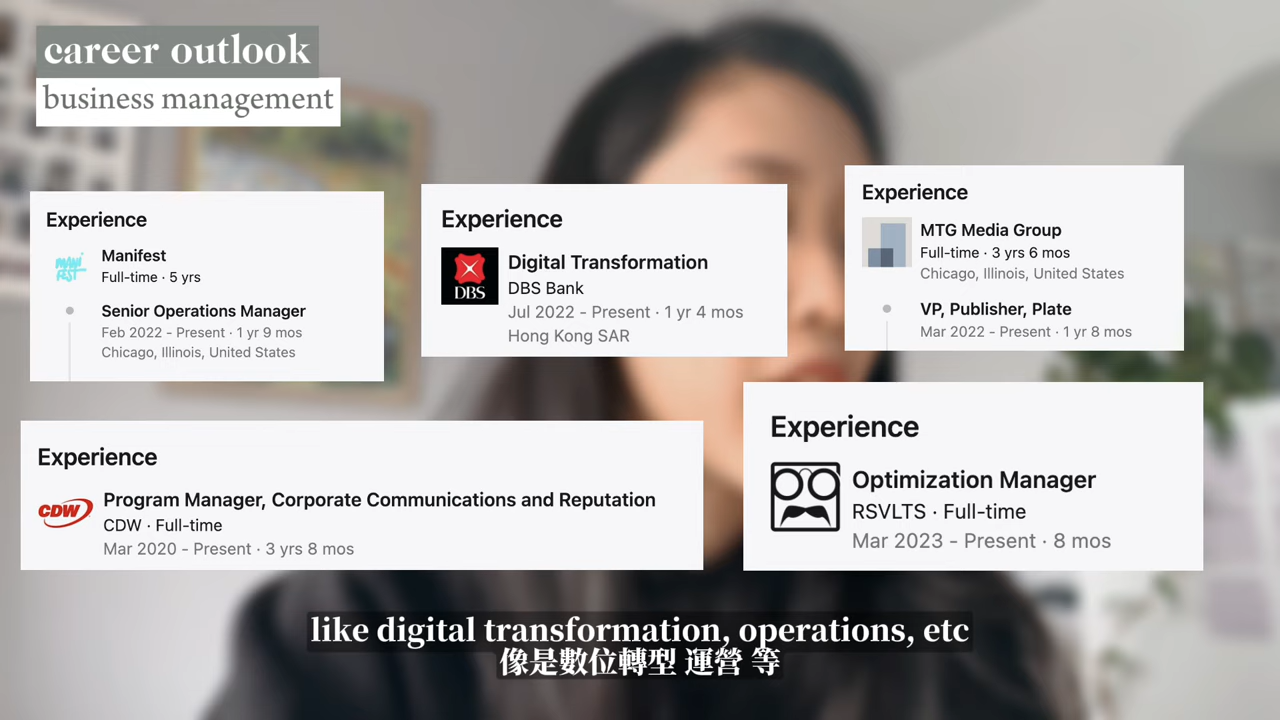 career outlook
business management
Experience
MANIFEST
Manifest
Full-time · 5 yrs
Senior Operations Manager
Feb 2022 - Present · 1 yr 9 mos
Chicago, Illinois, United States
Experience
DBS
Digital Transformation
DBS Bank
Jul 2022 - Present · 1 yr 4 mos
Hong Kong SAR
Experience
MTG Media Group
Full-time · 3 yrs 6 mos
Chicago, Illinois, United States
VP, Publisher, Plate
Mar 2022 - Present · 1 yr 8 mos
Experience
CDW
Program Manager, Corporate Communications and Reputation
CDW · Full-time
Mar 2020 - Present · 3 yrs 8 mos
Experience
Optimization Manager
RSVLTS · Full-time
Mar 2023 - Present · 8 mos
like digital transformation, operations, etc
像是數位轉型 運營 等